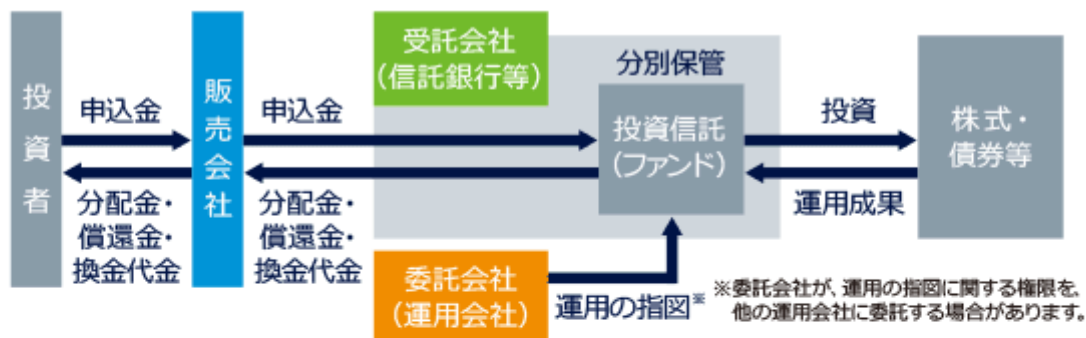 投資者
申込金
分配金・
償還金・
換金代金
販売会社
申込金
分配金・
償還金・
換金代金
受託会社
(信託銀行等)
分別保管
投資信託
(ファンド)
委託会社
(運用会社)
運用の指図※
投資
運用成果
株式・
債券等
※委託会社が、運用の指図に関する権限を、
他の運用会社に委託する場合があります。